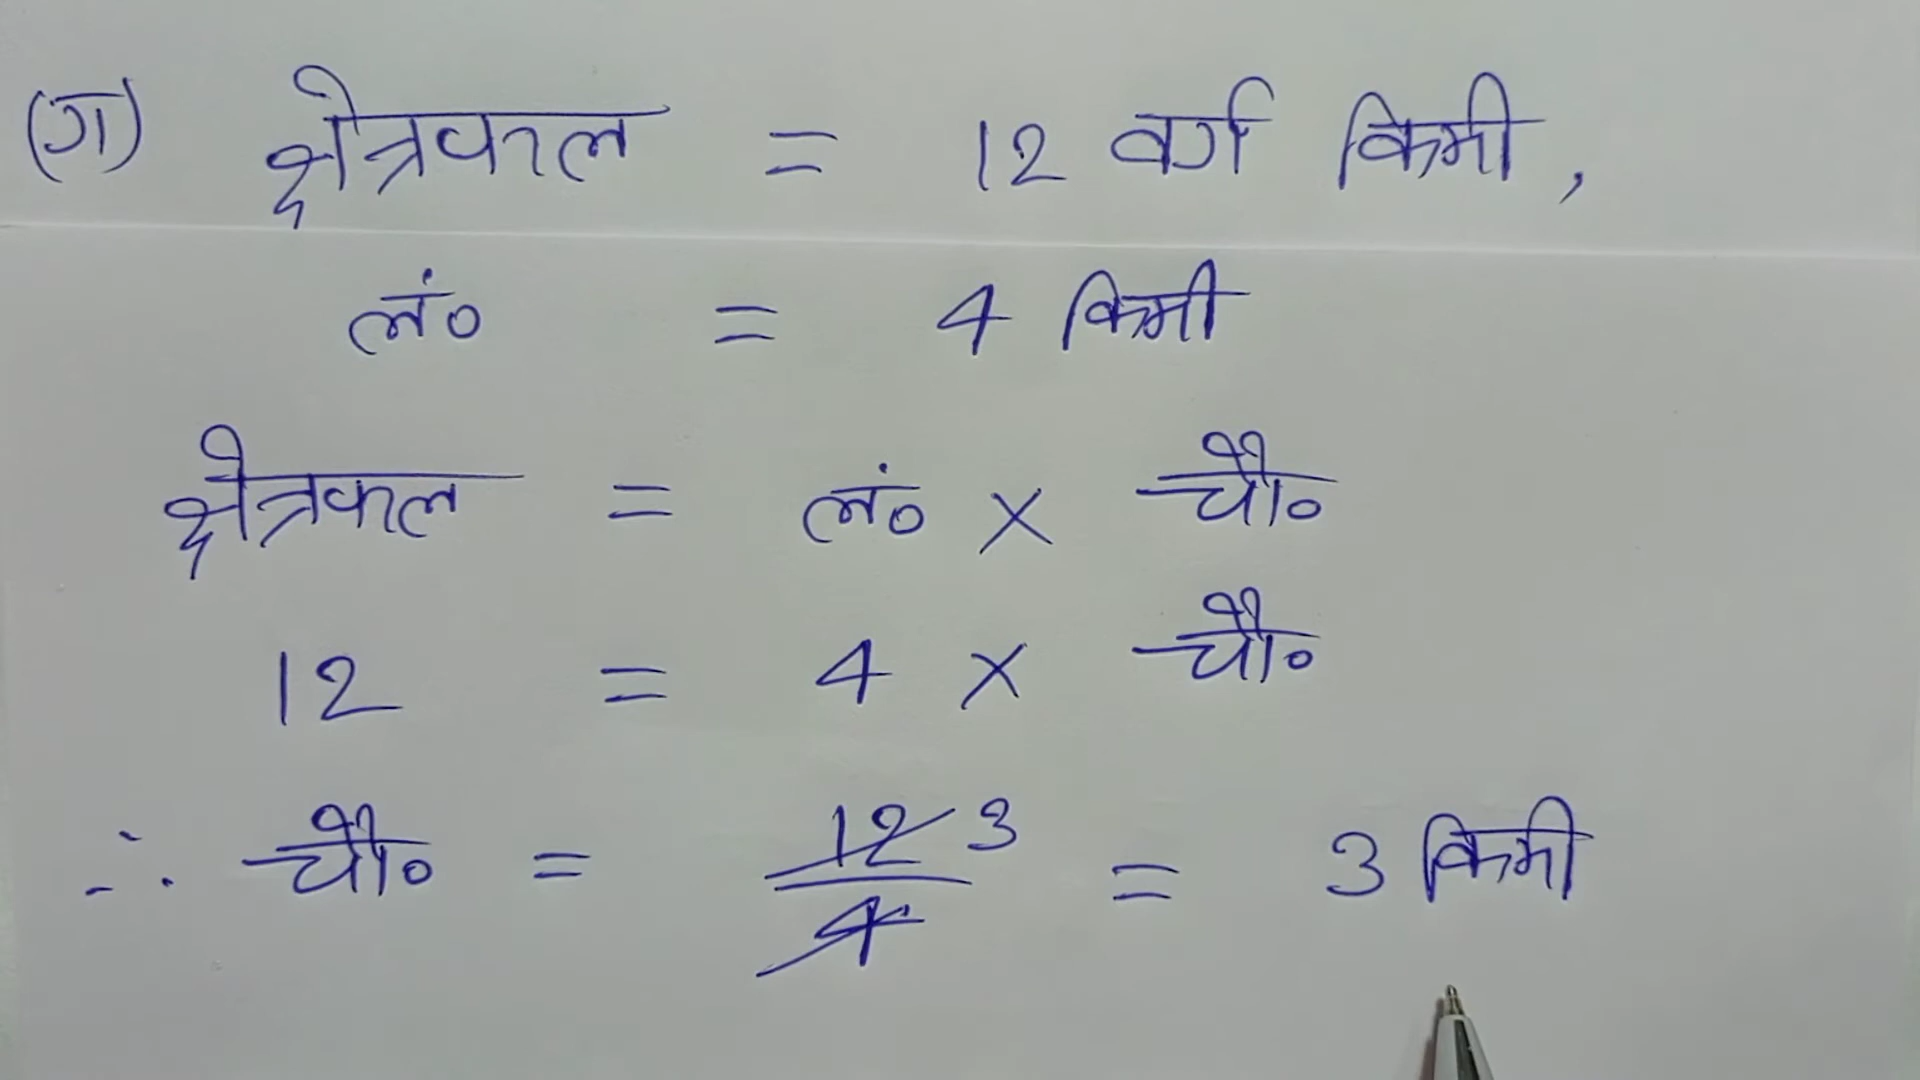 (ग) क्षेत्रफल = 12 वर्ग किमी,
लं० = 4 किमी
क्षेत्रफल = लं० × चौ०
12 = 4 × चौ०
∴ चौ० = 12/4 3 = 3 किमी